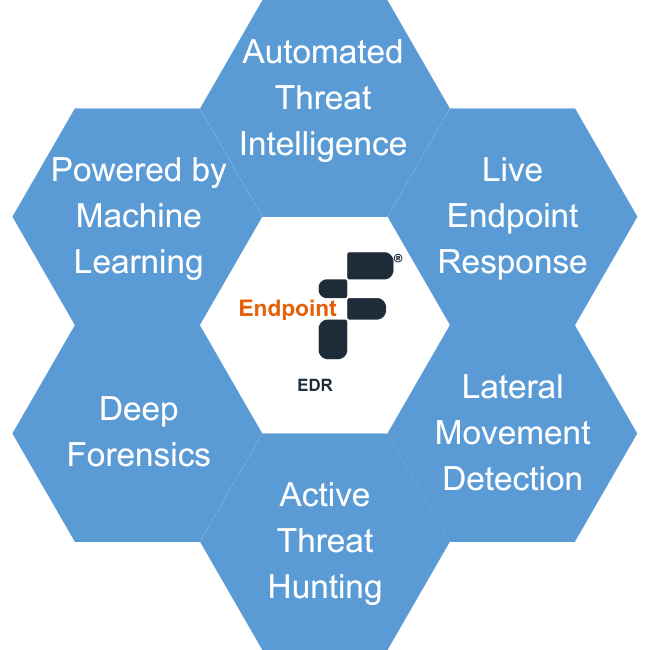 Automated
Threat
Intelligence
Powered by
Machine
Learning
Live
Endpoint
Response
Endpoint
®
EDR
Deep
Forensics
Lateral
Movement
Detection
Active
Threat
Hunting